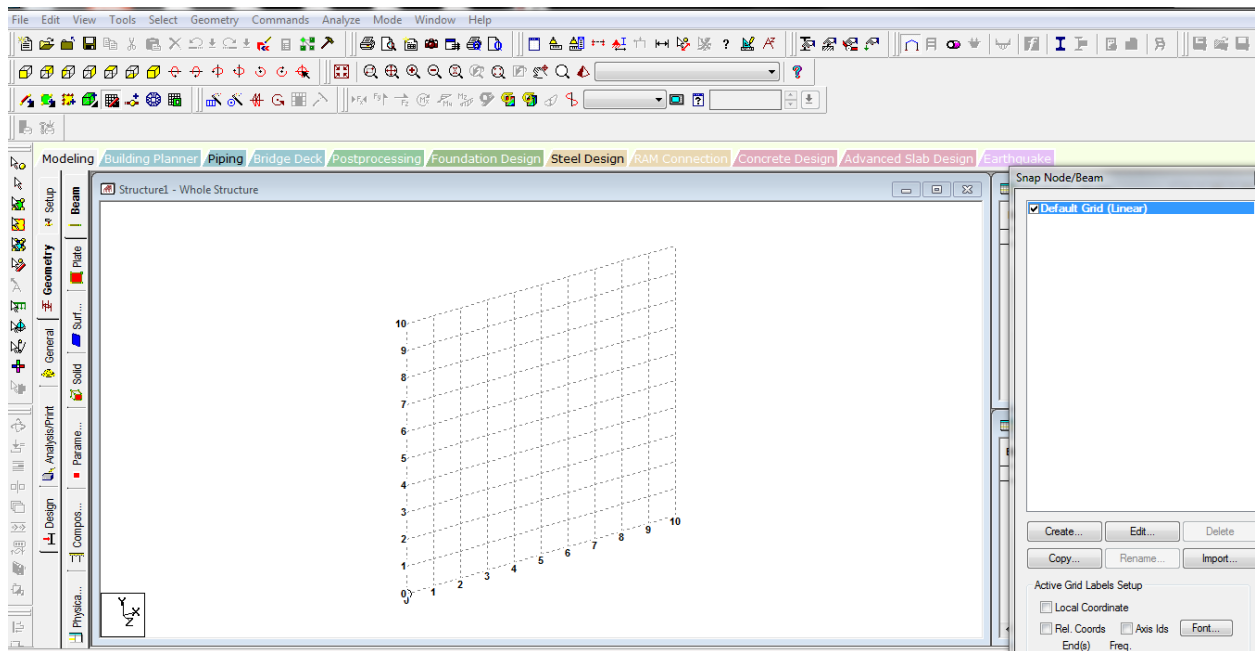 File Edit View Tools Select Geometry Commands Analyze Mode Window Help
Modeling Building Planner Piping Bridge Deck Postprocessing Foundation Design Steel Design RAM Connection Concrete Design Advanced Slab Design Earthquake
Setup
Geometry
General
Analysis/Print
Design
Beam
Plate
Surf...
Solid
Parame...
Compos...
Physica...
Structure1 - Whole Structure
10
9
8
7
6
5
4
3
2
1
0
1 2 3 4 5 6 7 8 9 10
Y
X
Z
Snap Node/Beam
Default Grid (Linear)
Create... Edit... Delete
Copy... Rename... Import...
Active Grid Labels Setup
Local Coordinate
Rel. Coords Axis Ids Font...
End(s) Freq.